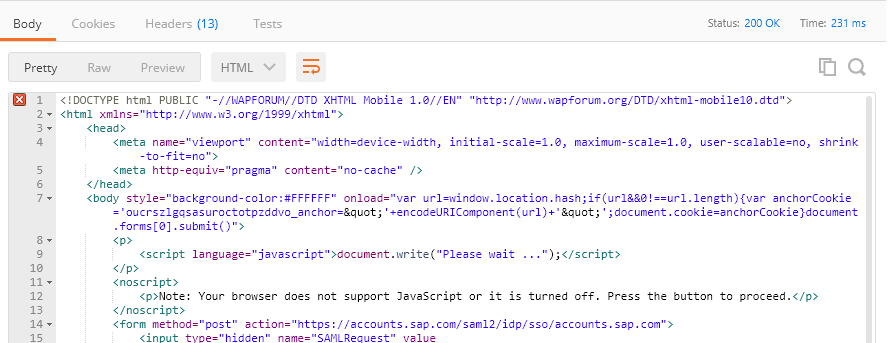 Body Cookies Headers (13) Tests Status: 200 OK Time: 231 ms
Pretty Raw Preview HTML
1 <!DOCTYPE html PUBLIC "-//WAPFORUM//DTD XHTML Mobile 1.0//EN" "http://www.wapforum.org/DTD/xhtml-mobile10.dtd">
2 <html xmlns="http://www.w3.org/1999/xhtml">
3 <head>
4 <meta name="viewport" content="width=device-width, initial-scale=1.0, maximum-scale=1.0, user-scalable=no, shrink
-to-fit=no">
5 <meta http-equiv="pragma" content="no-cache" />
6 </head>
7 <body style="background-color:#FFFFFF" onload="var url=window.location.hash;if(url&&0!==url.length){var anchorCookie
='oucrszlgqsasuroctotpzddvo_anchor=&quot;'+encodeURIComponent(url)+'&quot;';document.cookie=anchorCookie}document
.forms[0].submit()">
8 <p>
9 <script language="javascript">document.write("Please wait ...");</script>
10 </p>
11 <noscript>
12 <p>Note: Your browser does not support JavaScript or it is turned off. Press the button to proceed.</p>
13 </noscript>
14 <form method="post" action="https://accounts.sap.com/saml2/idp/sso/accounts.sap.com">
15 <input type="hidden" name="SAMLRequest" value